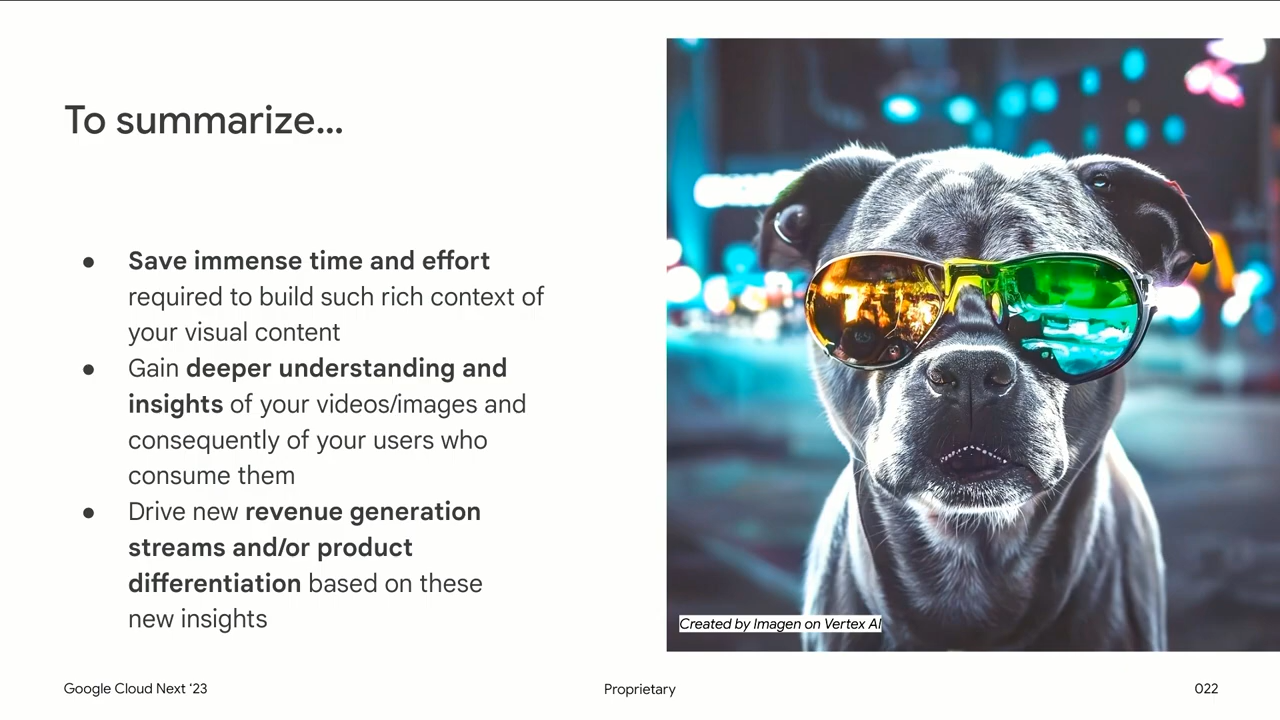 To summarize...
● Save immense time and effort
required to build such rich context of
your visual content
● Gain deeper understanding and
insights of your videos/images and
consequently of your users who
consume them
● Drive new revenue generation
streams and/or product
differentiation based on these
new insights
Created by Imagen on Vertex AI
Google Cloud Next ‘23
Proprietary
022